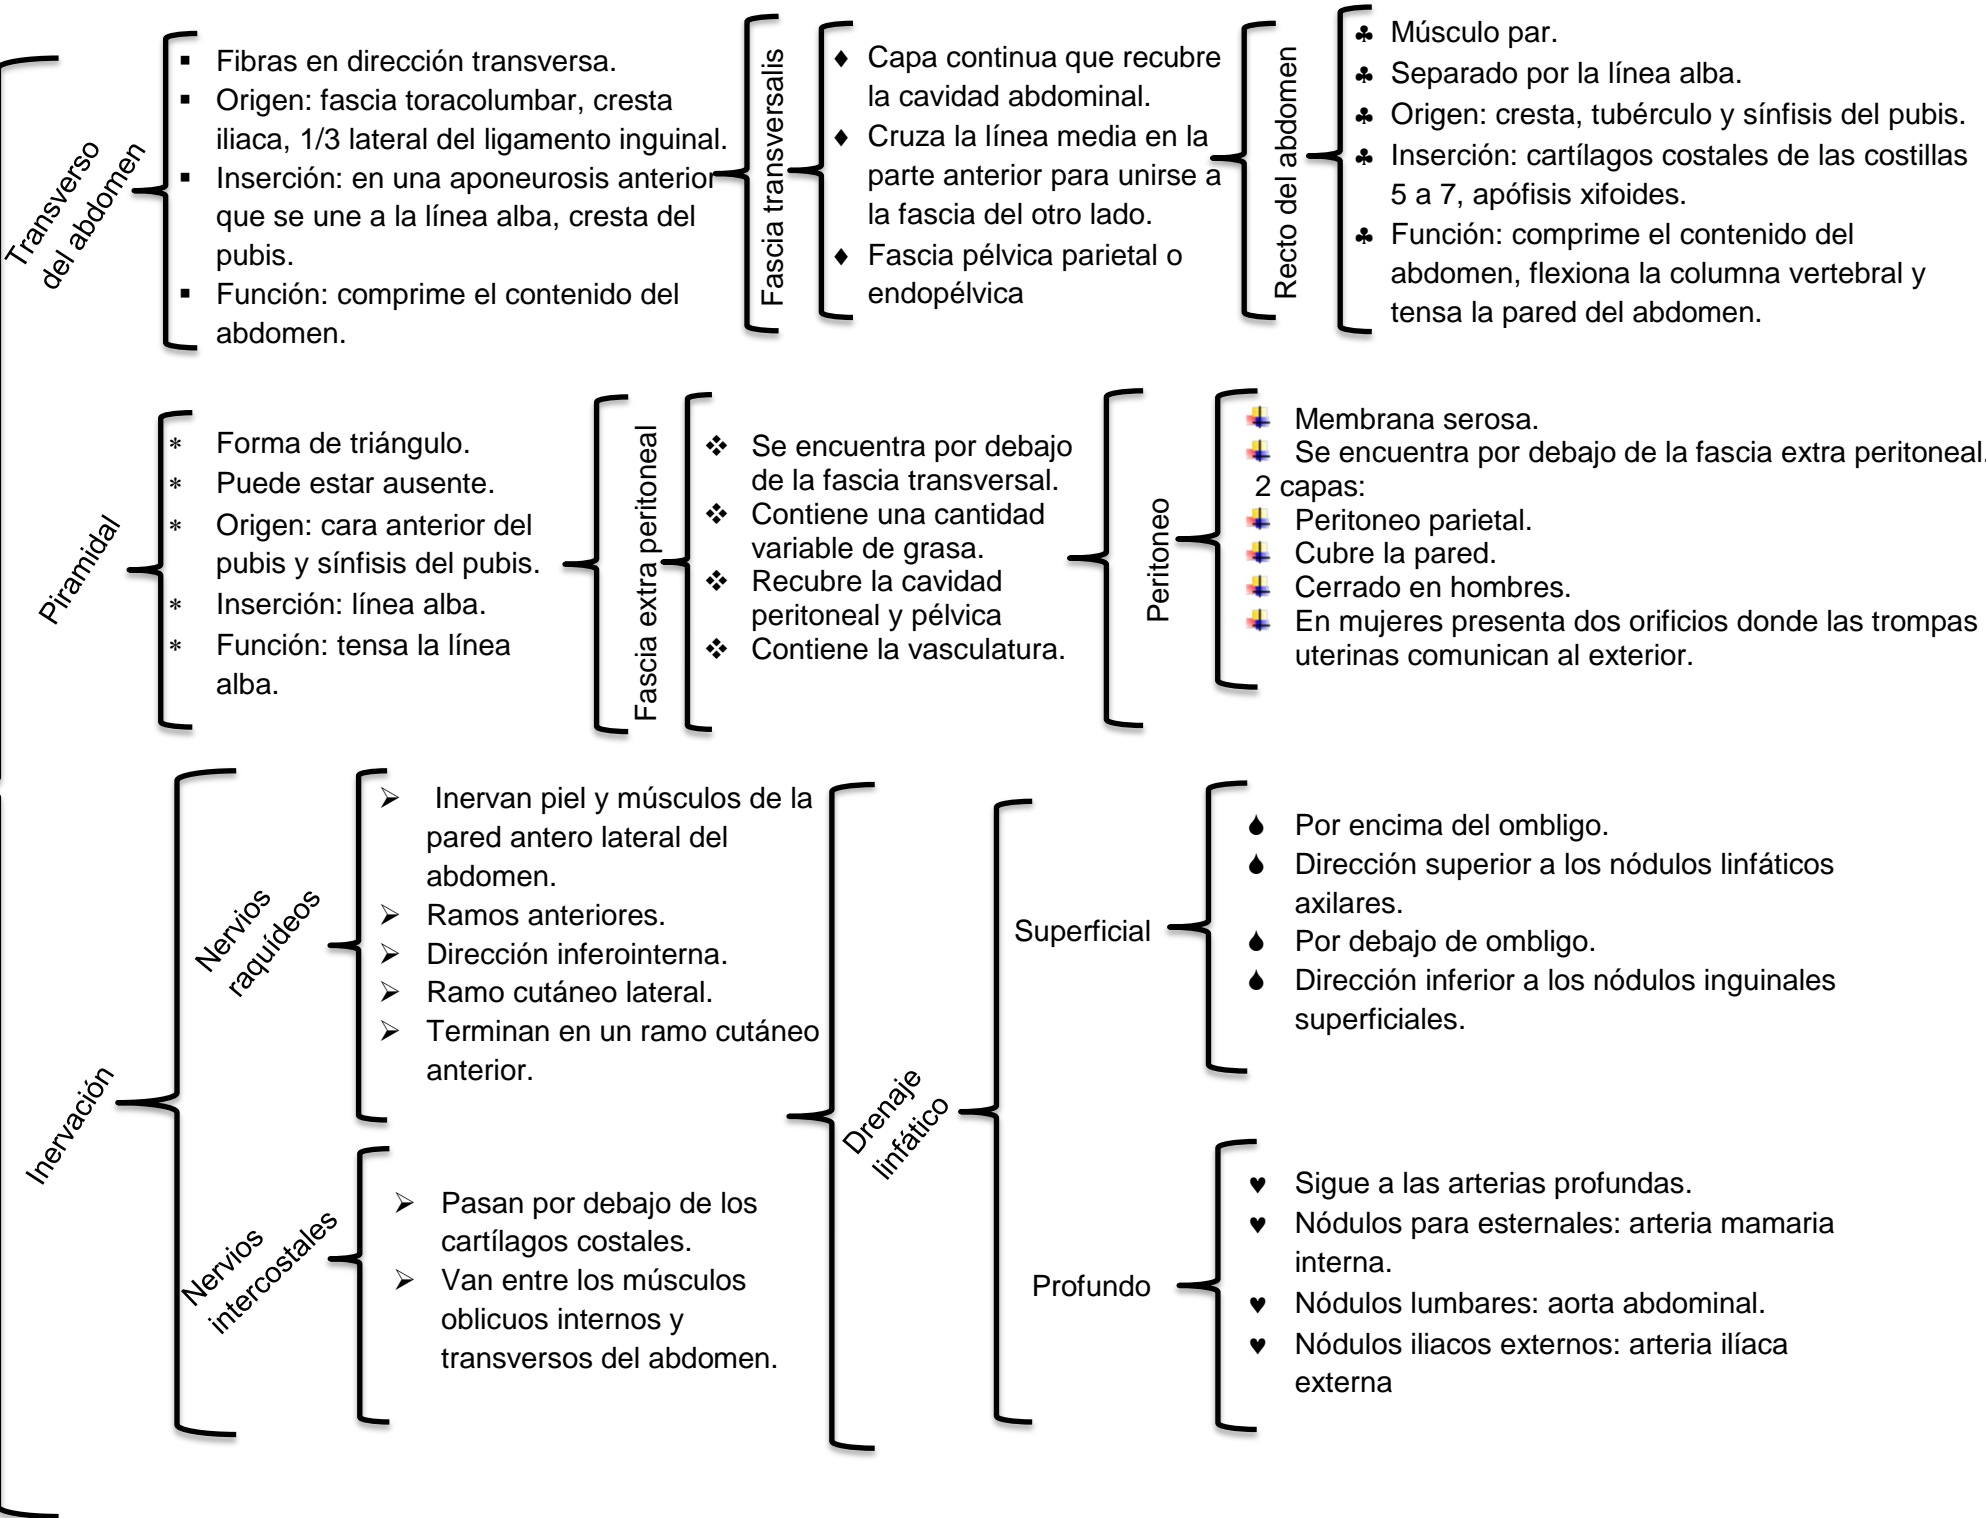 Transverso
del abdomen
▪ Fibras en dirección transversa.
▪ Origen: fascia toracolumbar, cresta
iliaca, 1/3 lateral del ligamento inguinal.
▪ Inserción: en una aponeurosis anterior
que se une a la línea alba, cresta del
pubis.
▪ Función: comprime el contenido del
abdomen.
Fascia transversalis
♦ Capa continua que recubre
la cavidad abdominal.
♦ Cruza la línea media en la
parte anterior para unirse a
la fascia del otro lado.
♦ Fascia pélvica parietal o
endopélvica
Recto del abdomen
♣ Músculo par.
♣ Separado por la línea alba.
♣ Origen: cresta, tubérculo y sínfisis del pubis.
♣ Inserción: cartílagos costales de las costillas
5 a 7, apófisis xifoides.
♣ Función: comprime el contenido del
abdomen, flexiona la columna vertebral y
tensa la pared del abdomen.
Piramidal
* Forma de triángulo.
* Puede estar ausente.
* Origen: cara anterior del
pubis y sínfisis del pubis.
* Inserción: línea alba.
* Función: tensa la línea
alba.
Fascia extra peritoneal
❖ Se encuentra por debajo
de la fascia transversal.
❖ Contiene una cantidad
variable de grasa.
❖ Recubre la cavidad
peritoneal y pélvica
❖ Contiene la vasculatura.
Peritoneo
Membrana serosa.
Se encuentra por debajo de la fascia extra peritoneal.
2 capas:
Peritoneo parietal.
Cubre la pared.
Cerrado en hombres.
En mujeres presenta dos orificios donde las trompas
uterinas comunican al exterior.
Inervación
Nervios
raquídeos
➢ Inervan piel y músculos de la
pared antero lateral del
abdomen.
➢ Ramos anteriores.
➢ Dirección inferointerna.
➢ Ramo cutáneo lateral.
➢ Terminan en un ramo cutáneo
anterior.
Nervios
intercostales
➢ Pasan por debajo de los
cartílagos costales.
➢ Van entre los músculos
oblicuos internos y
transversos del abdomen.
Drenaje
linfático
Superficial
Por encima del ombligo.
Dirección superior a los nódulos linfáticos
axilares.
Por debajo de ombligo.
Dirección inferior a los nódulos inguinales
superficiales.
Profundo
♥ Sigue a las arterias profundas.
♥ Nódulos para esternales: arteria mamaria
interna.
♥ Nódulos lumbares: aorta abdominal.
♥ Nódulos iliacos externos: arteria ilíaca
externa